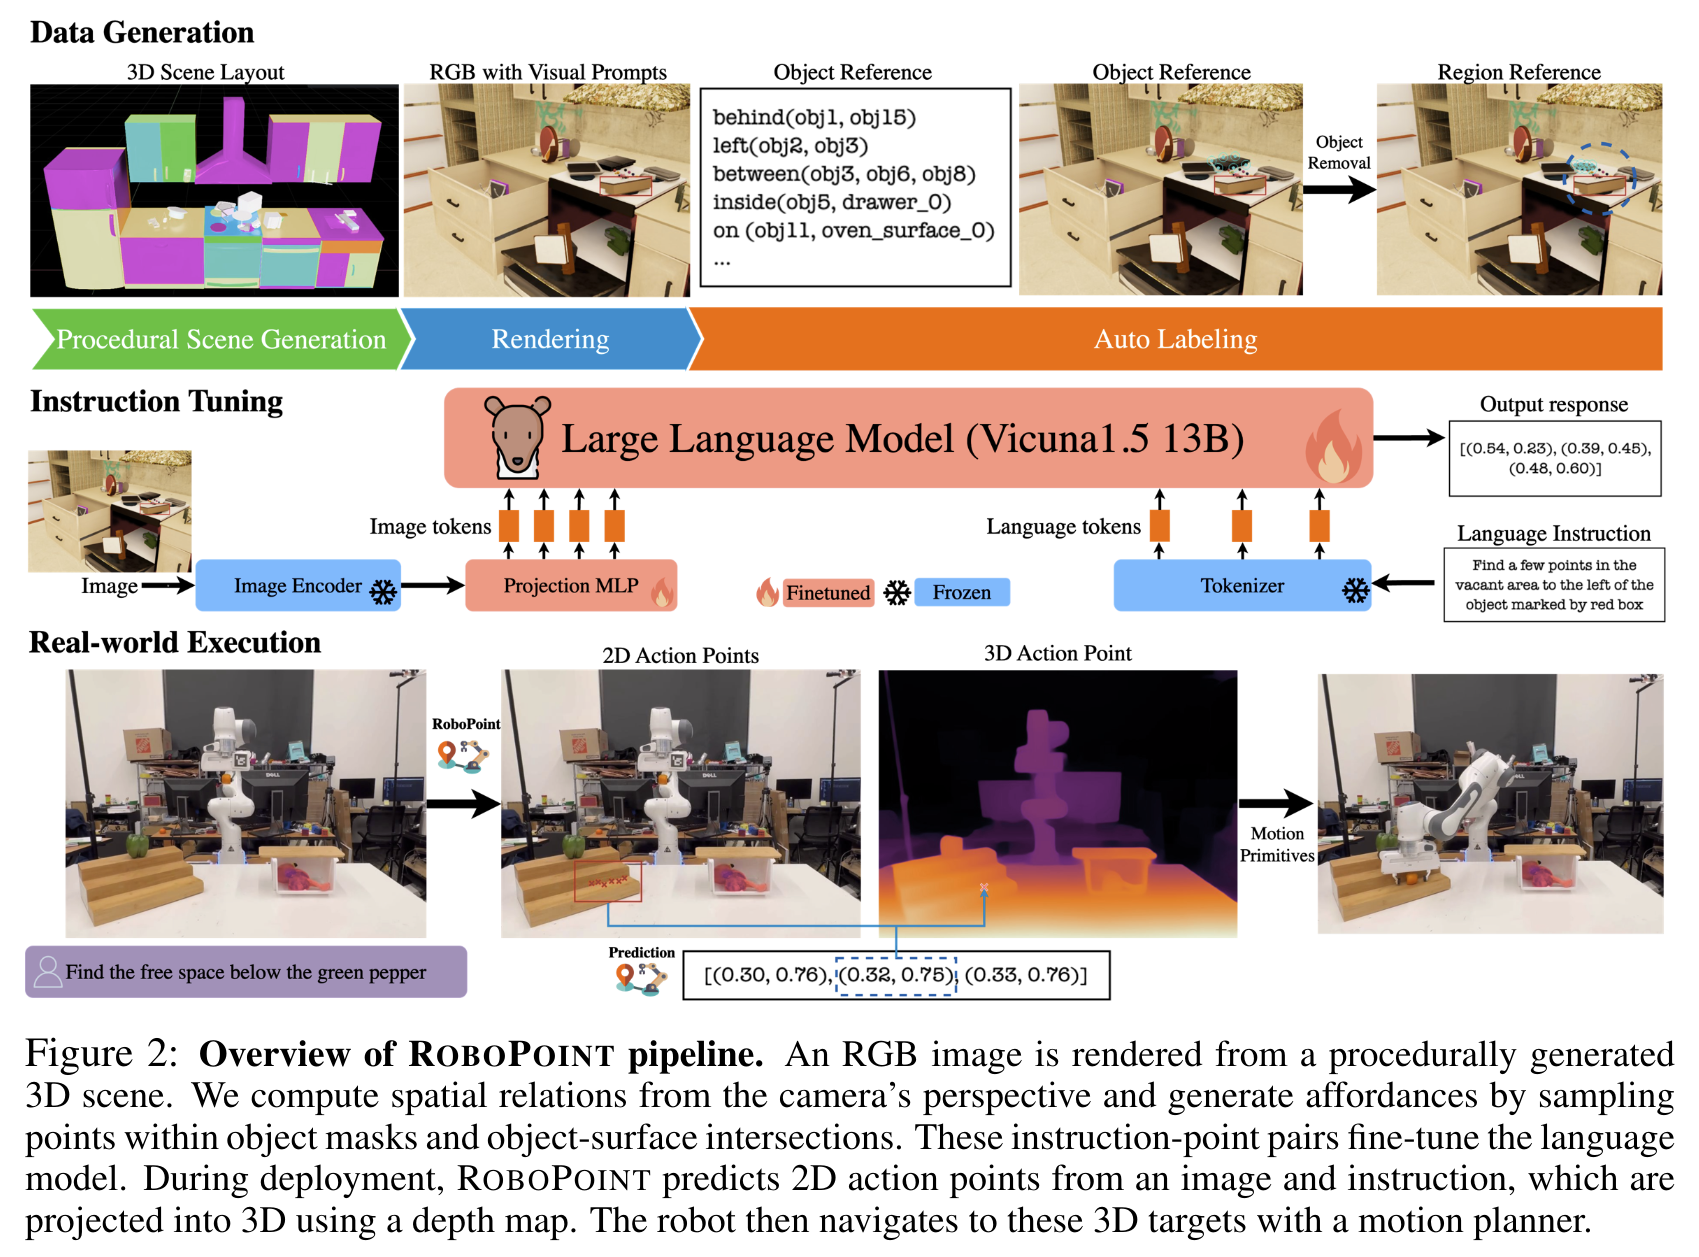 Data Generation
3D Scene Layout
RGB with Visual Prompts
Object Reference
Object Reference
Region Reference
behind(obj1, obj15)
left(obj2, obj3)
between(obj3, obj6, obj8)
inside(obj5, drawer_0)
on (obj11, oven_surface_0)
...
Object
Removal
Procedural Scene Generation
Rendering
Auto Labeling
Instruction Tuning
Large Language Model (Vicuna1.5 13B)
Output response
[(0.54, 0.23), (0.39, 0.45),
(0.48, 0.60)]
Image tokens
Language tokens
Language Instruction
Image
Image Encoder
Projection MLP
Finetuned
Frozen
Tokenizer
Find a few points in the
vacant area to the left of the
object marked by red box
Real-world Execution
2D Action Points
3D Action Point
RoboPoint
DELL
DELL
Motion
Primitives
Find the free space below the green pepper
Prediction
[(0.30, 0.76), (0.32, 0.75), (0.33, 0.76)]
Figure 2: Overview of ROBOPOINT pipeline. An RGB image is rendered from a procedurally generated
3D scene. We compute spatial relations from the camera's perspective and generate affordances by sampling
points within object masks and object-surface intersections. These instruction-point pairs fine-tune the language
model. During deployment, ROBOPOINT predicts 2D action points from an image and instruction, which are
projected into 3D using a depth map. The robot then navigates to these 3D targets with a motion planner.